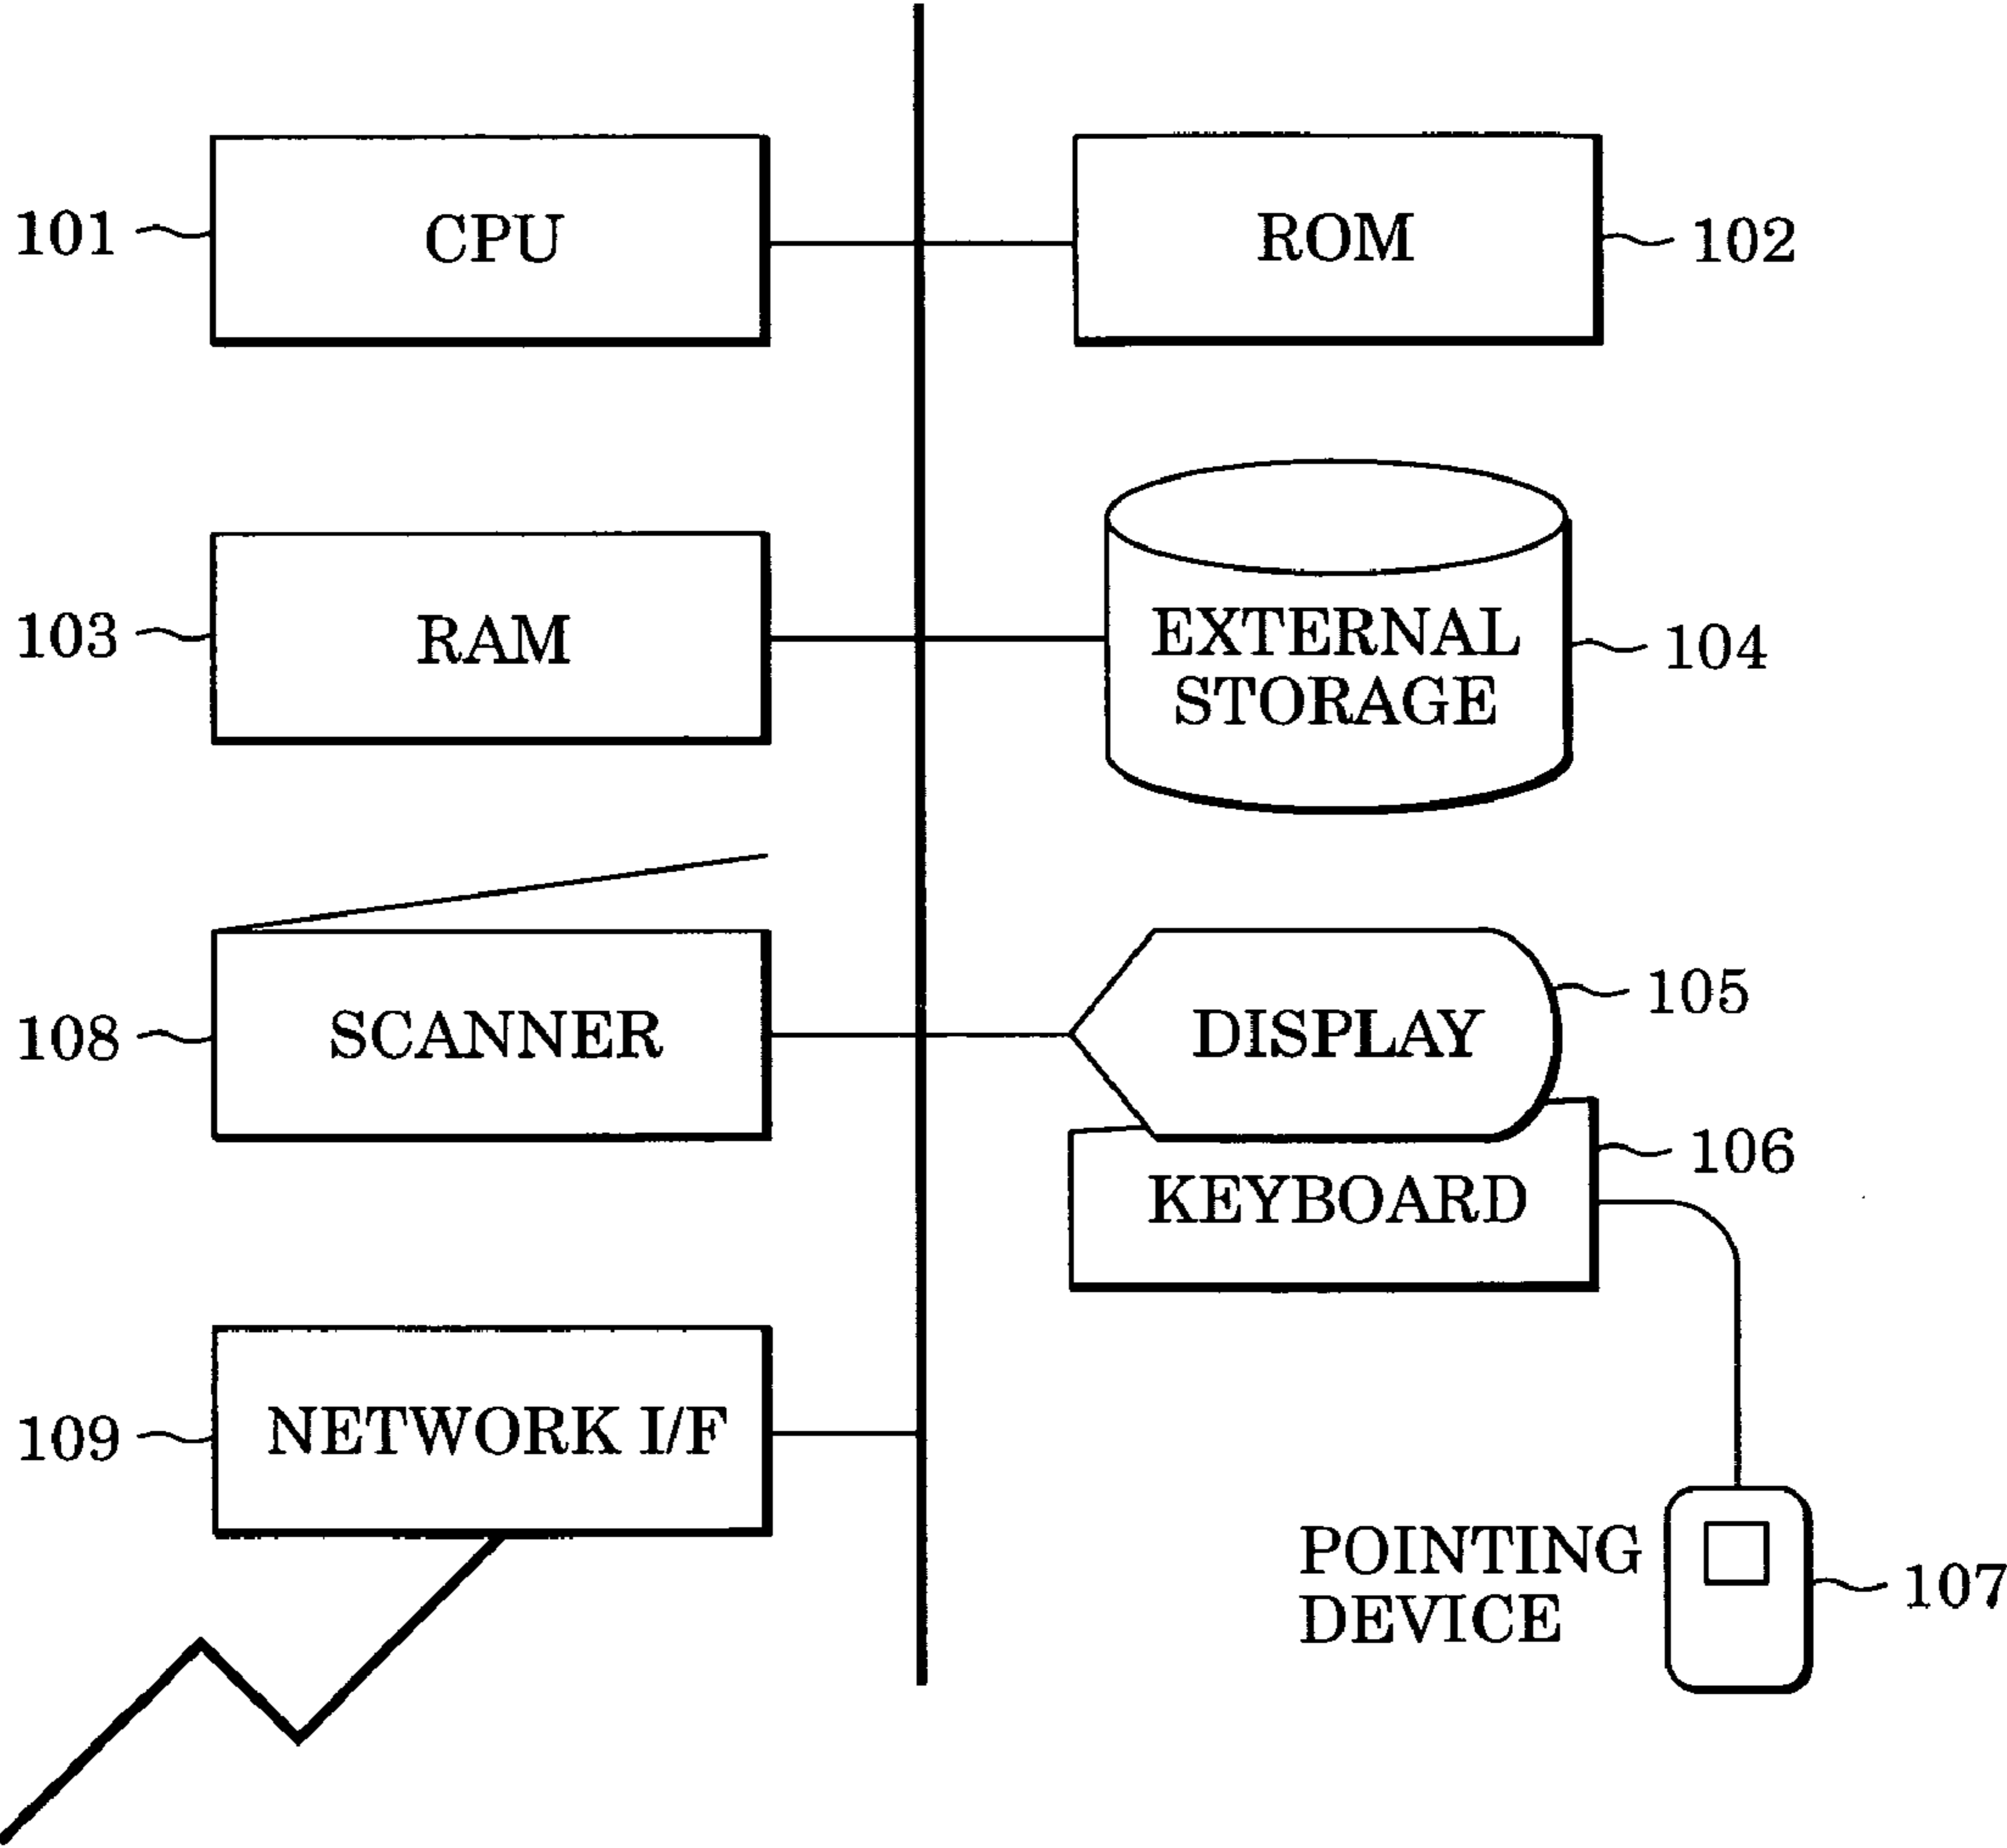 101
CPU
ROM
102
103
RAM
EXTERNAL
STORAGE
104
108
SCANNER
DISPLAY
105
KEYBOARD
106
109
NETWORK I/F
POINTING
DEVICE
107